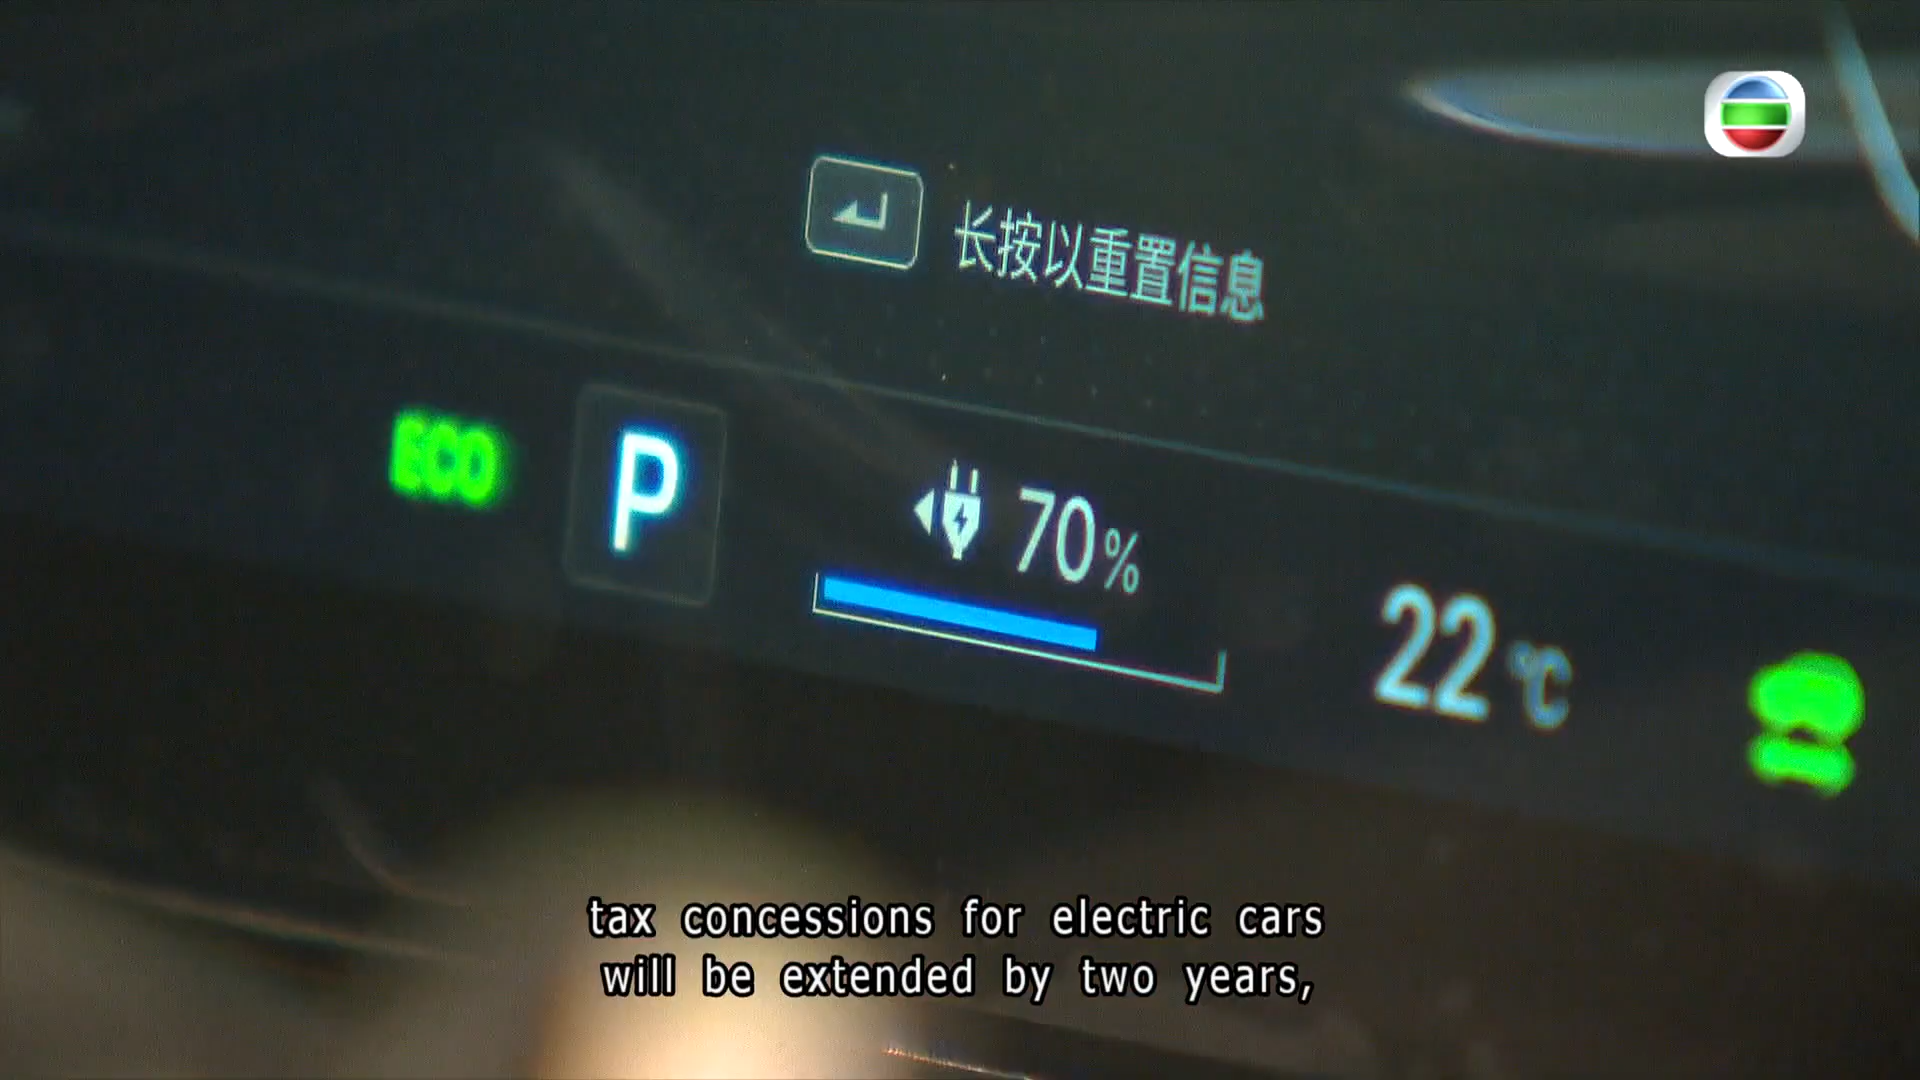 长按以重置信息
ECO
P
70%
22°C
tax concessions for electric cars
will be extended by two years,